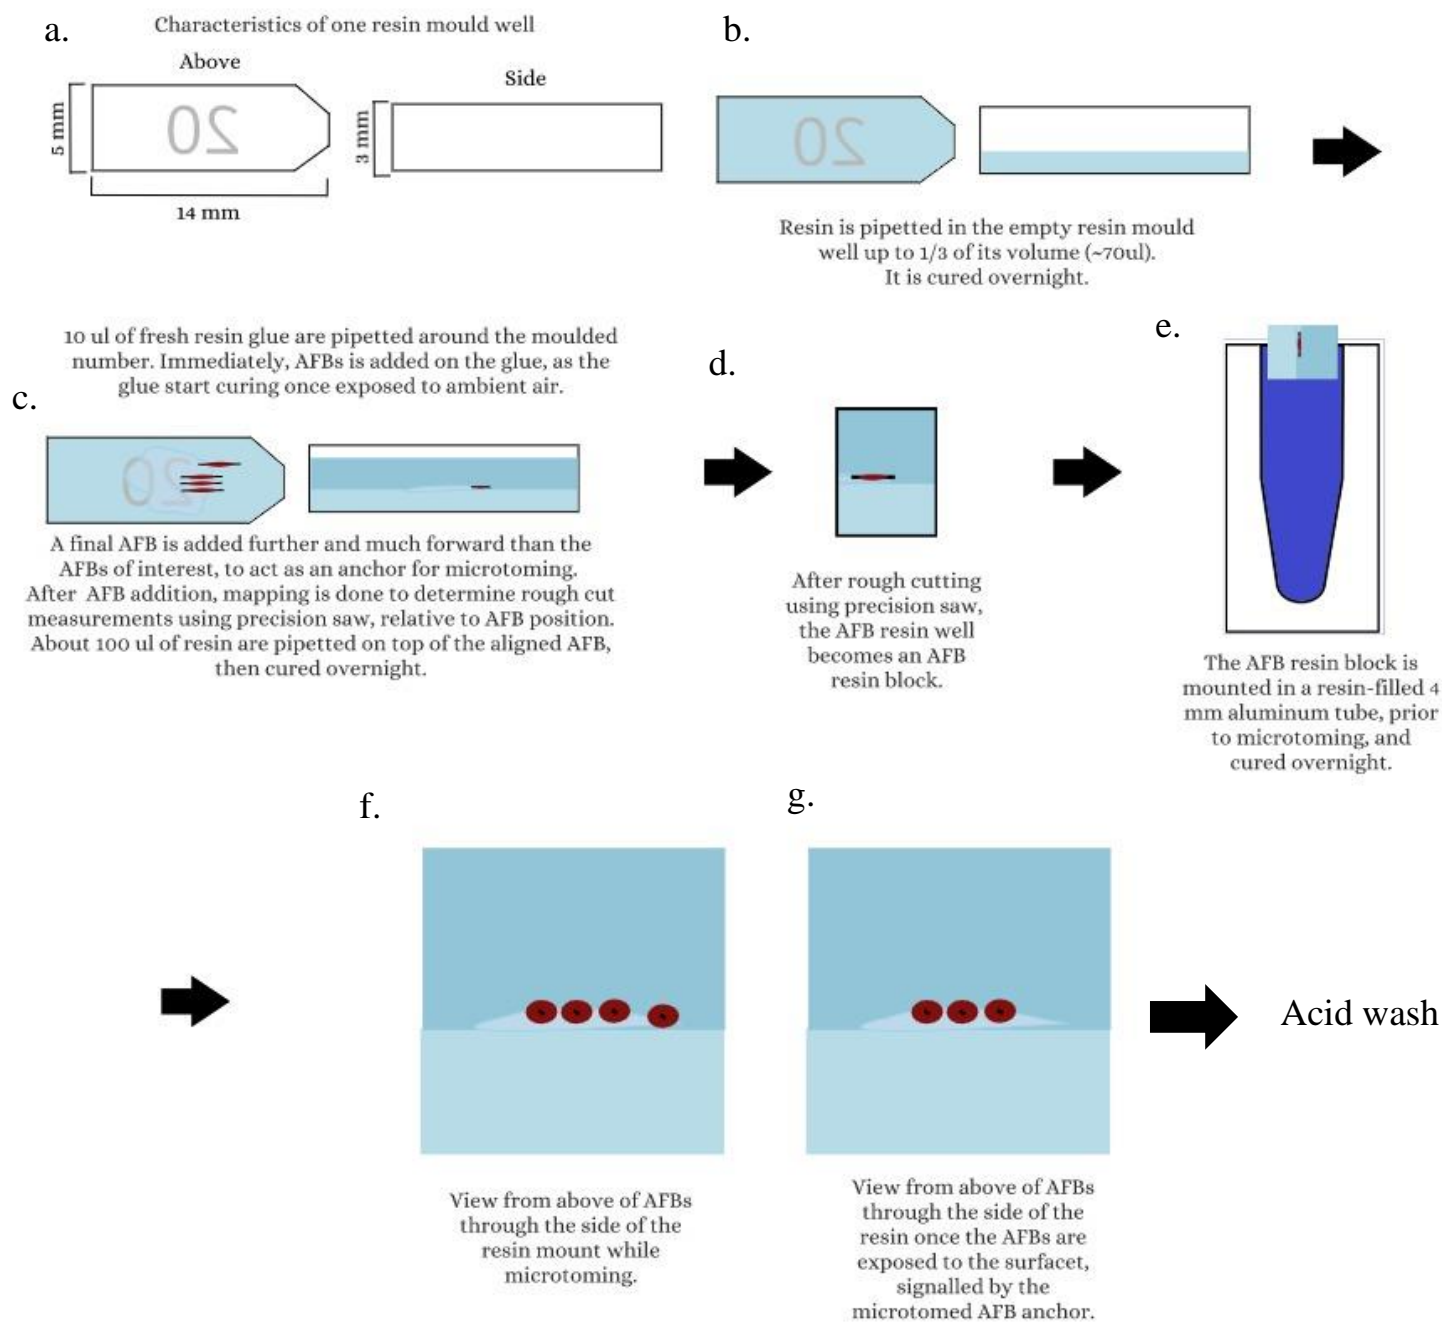 a.
Characteristics of one resin mould well
Above
Side
5 mm
20
14 mm
3 mm
b.
20
Resin is pipetted in the empty resin mould
well up to 1/3 of its volume (~70ul).
It is cured overnight.
10 ul of fresh resin glue are pipetted around the moulded
number. Immediately, AFBs is added on the glue, as the
glue start curing once exposed to ambient air.
c.
20
A final AFB is added further and much forward than the
AFBs of interest, to act as an anchor for microtoming.
After AFB addition, mapping is done to determine rough cut
measurements using precision saw, relative to AFB position.
About 100 ul of resin are pipetted on top of the aligned AFB,
then cured overnight.
d.
After rough cutting
using precision saw,
the AFB resin well
becomes an AFB
resin block.
e.
The AFB resin block is
mounted in a resin-filled 4
mm aluminum tube, prior
to microtoming, and
cured overnight.
f.
View from above of AFBs
through the side of the
resin mount while
microtoming.
g.
View from above of AFBs
through the side of the
resin once the AFBs are
exposed to the surfacet,
signalled by the
microtomed AFB anchor.
Acid wash